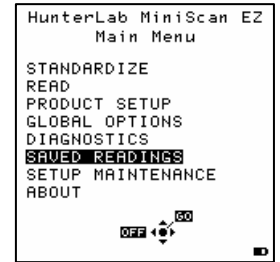 HunterLab MiniScan EZ
Main Menu
STANDARDIZE
READ
PRODUCT SETUP
GLOBAL OPTIONS
DIAGNOSTICS
SAVED READINGS
SETUP MAINTENANCE
ABOUT
GO
OFF